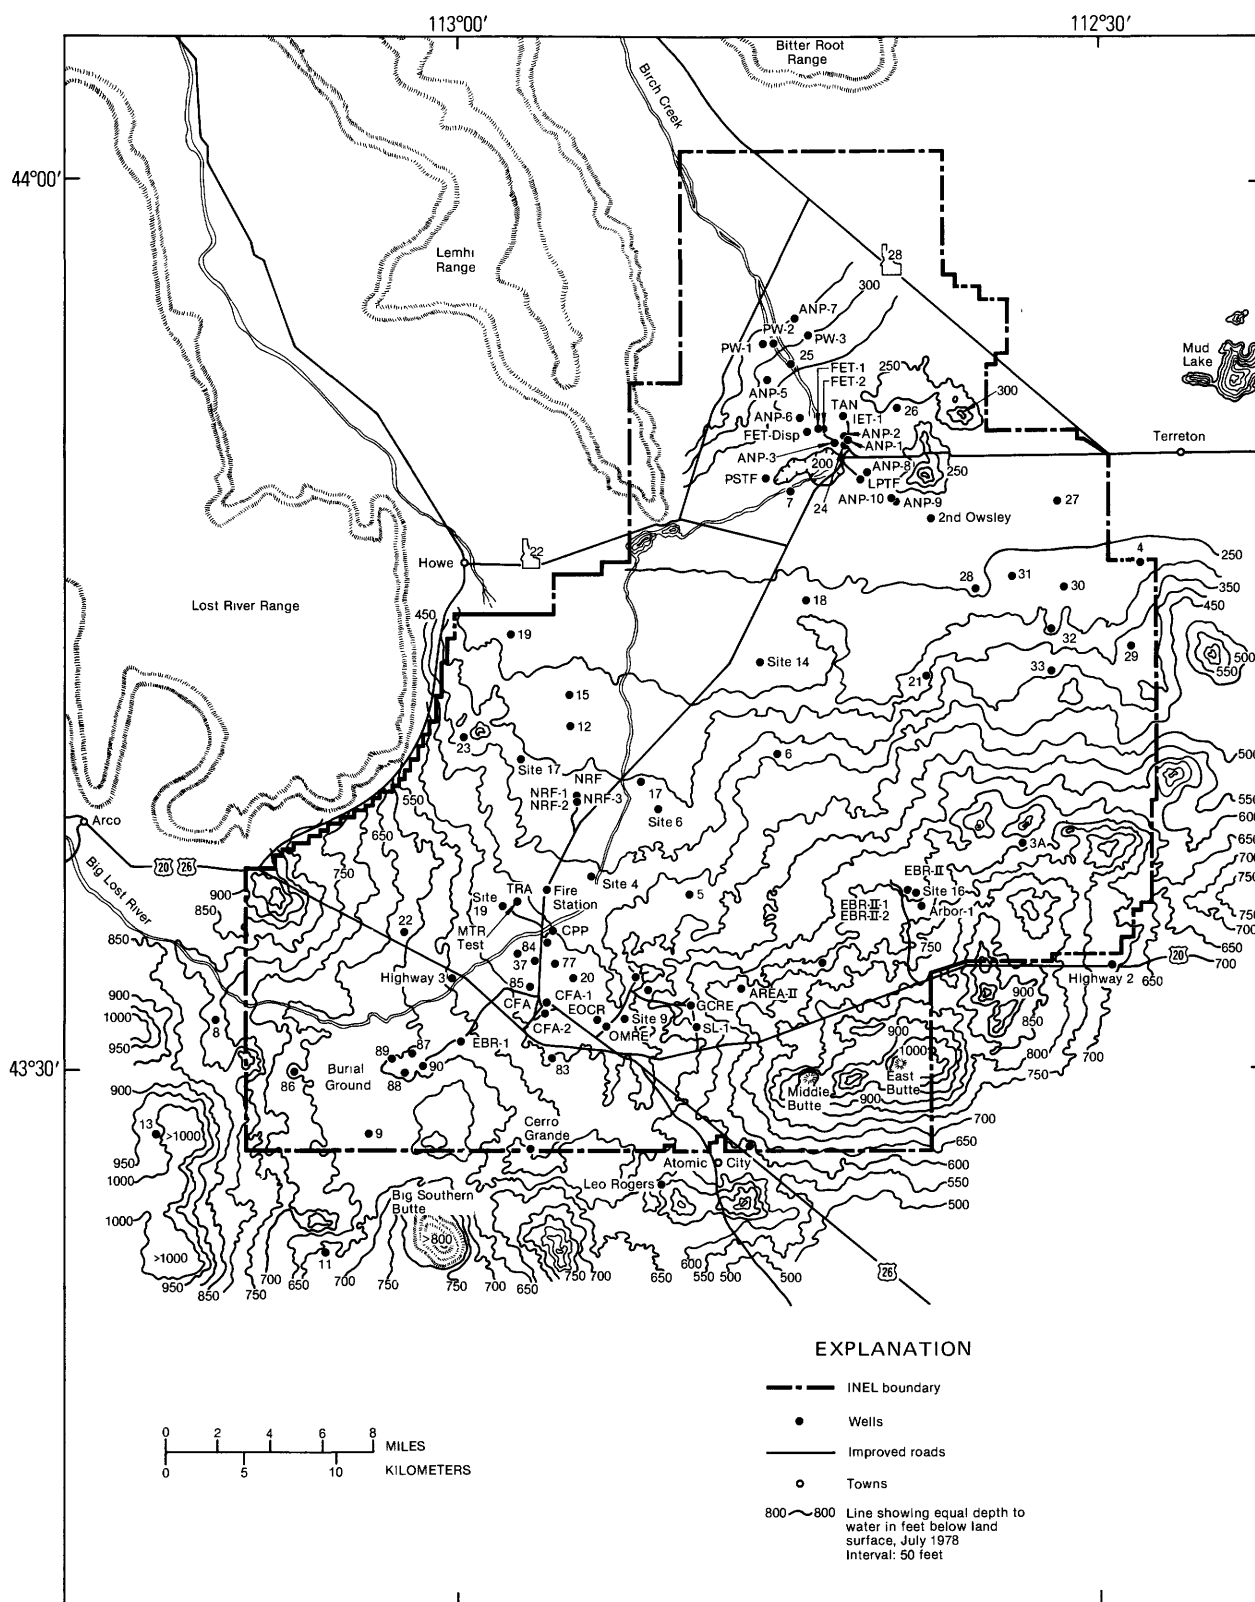 113°00′
112°30′
Bitter Root
Range
Birch Creek
44°00′
Lemhi
Range
28
300
ANP-7
PW-2
PW-3
PW-1
25
FET-1
FET-2
250
300
Mud
Lake
ANP-5
TAN
26
IET-1
ANP-6
ANP-2
FET-Disp
ANP-1
Terreton
ANP-3
200
ANP-8
250
PSTF
LPTF
7
24
ANP-10
ANP-9
27
2nd Owsley
22
Howe
4
250
28
31
30
350
Lost River Range
450
18
450
19
32
29
500
Site 14
33
550
21
15
12
23
6
500
Site 17
550
NRF
550
NRF-1
NRF-3
17
NRF-2
600
650
Site 6
600
Arco
650
3A
750
700
20
26
EBR-II
750
900
TRA
Fire
Station
Site 4
Site 16
800
850
Site
19
5
EBR-II-1
EBR-II-2
Arbor-1
Big Lost River
22
MTR
Test
CPP
750
750
700
850
84
650
77
20
700
37
Highway 3
20
AREA-II
Highway 2
650
900
85
CFA-1
GCRE
900
1000
CFA
EOCR
Site 9
850
950
8
CFA-2
OMRE
SL-1
900
89
87
EBR-1
1000
800
700
43°30′
90
83
East
Butte
750
86
Burial
Ground
88
Middle
Butte
900
900
700
13
>1000
9
Cerro
Grande
650
950
Atomic City
600
1000
550
Leo Rogers
500
Big Southern
Butte
1000
>800
>1000
11
950
850
750
700
650
700
750
750
700
650
750
700
650
600
550
500
500
26
EXPLANATION
INEL boundary
Wells
Improved roads
Towns
800 800 Line showing equal depth to
water in feet below land
surface, July 1978
Interval: 50 feet
0 2 4 6 8
MILES
KILOMETERS
0 5 10